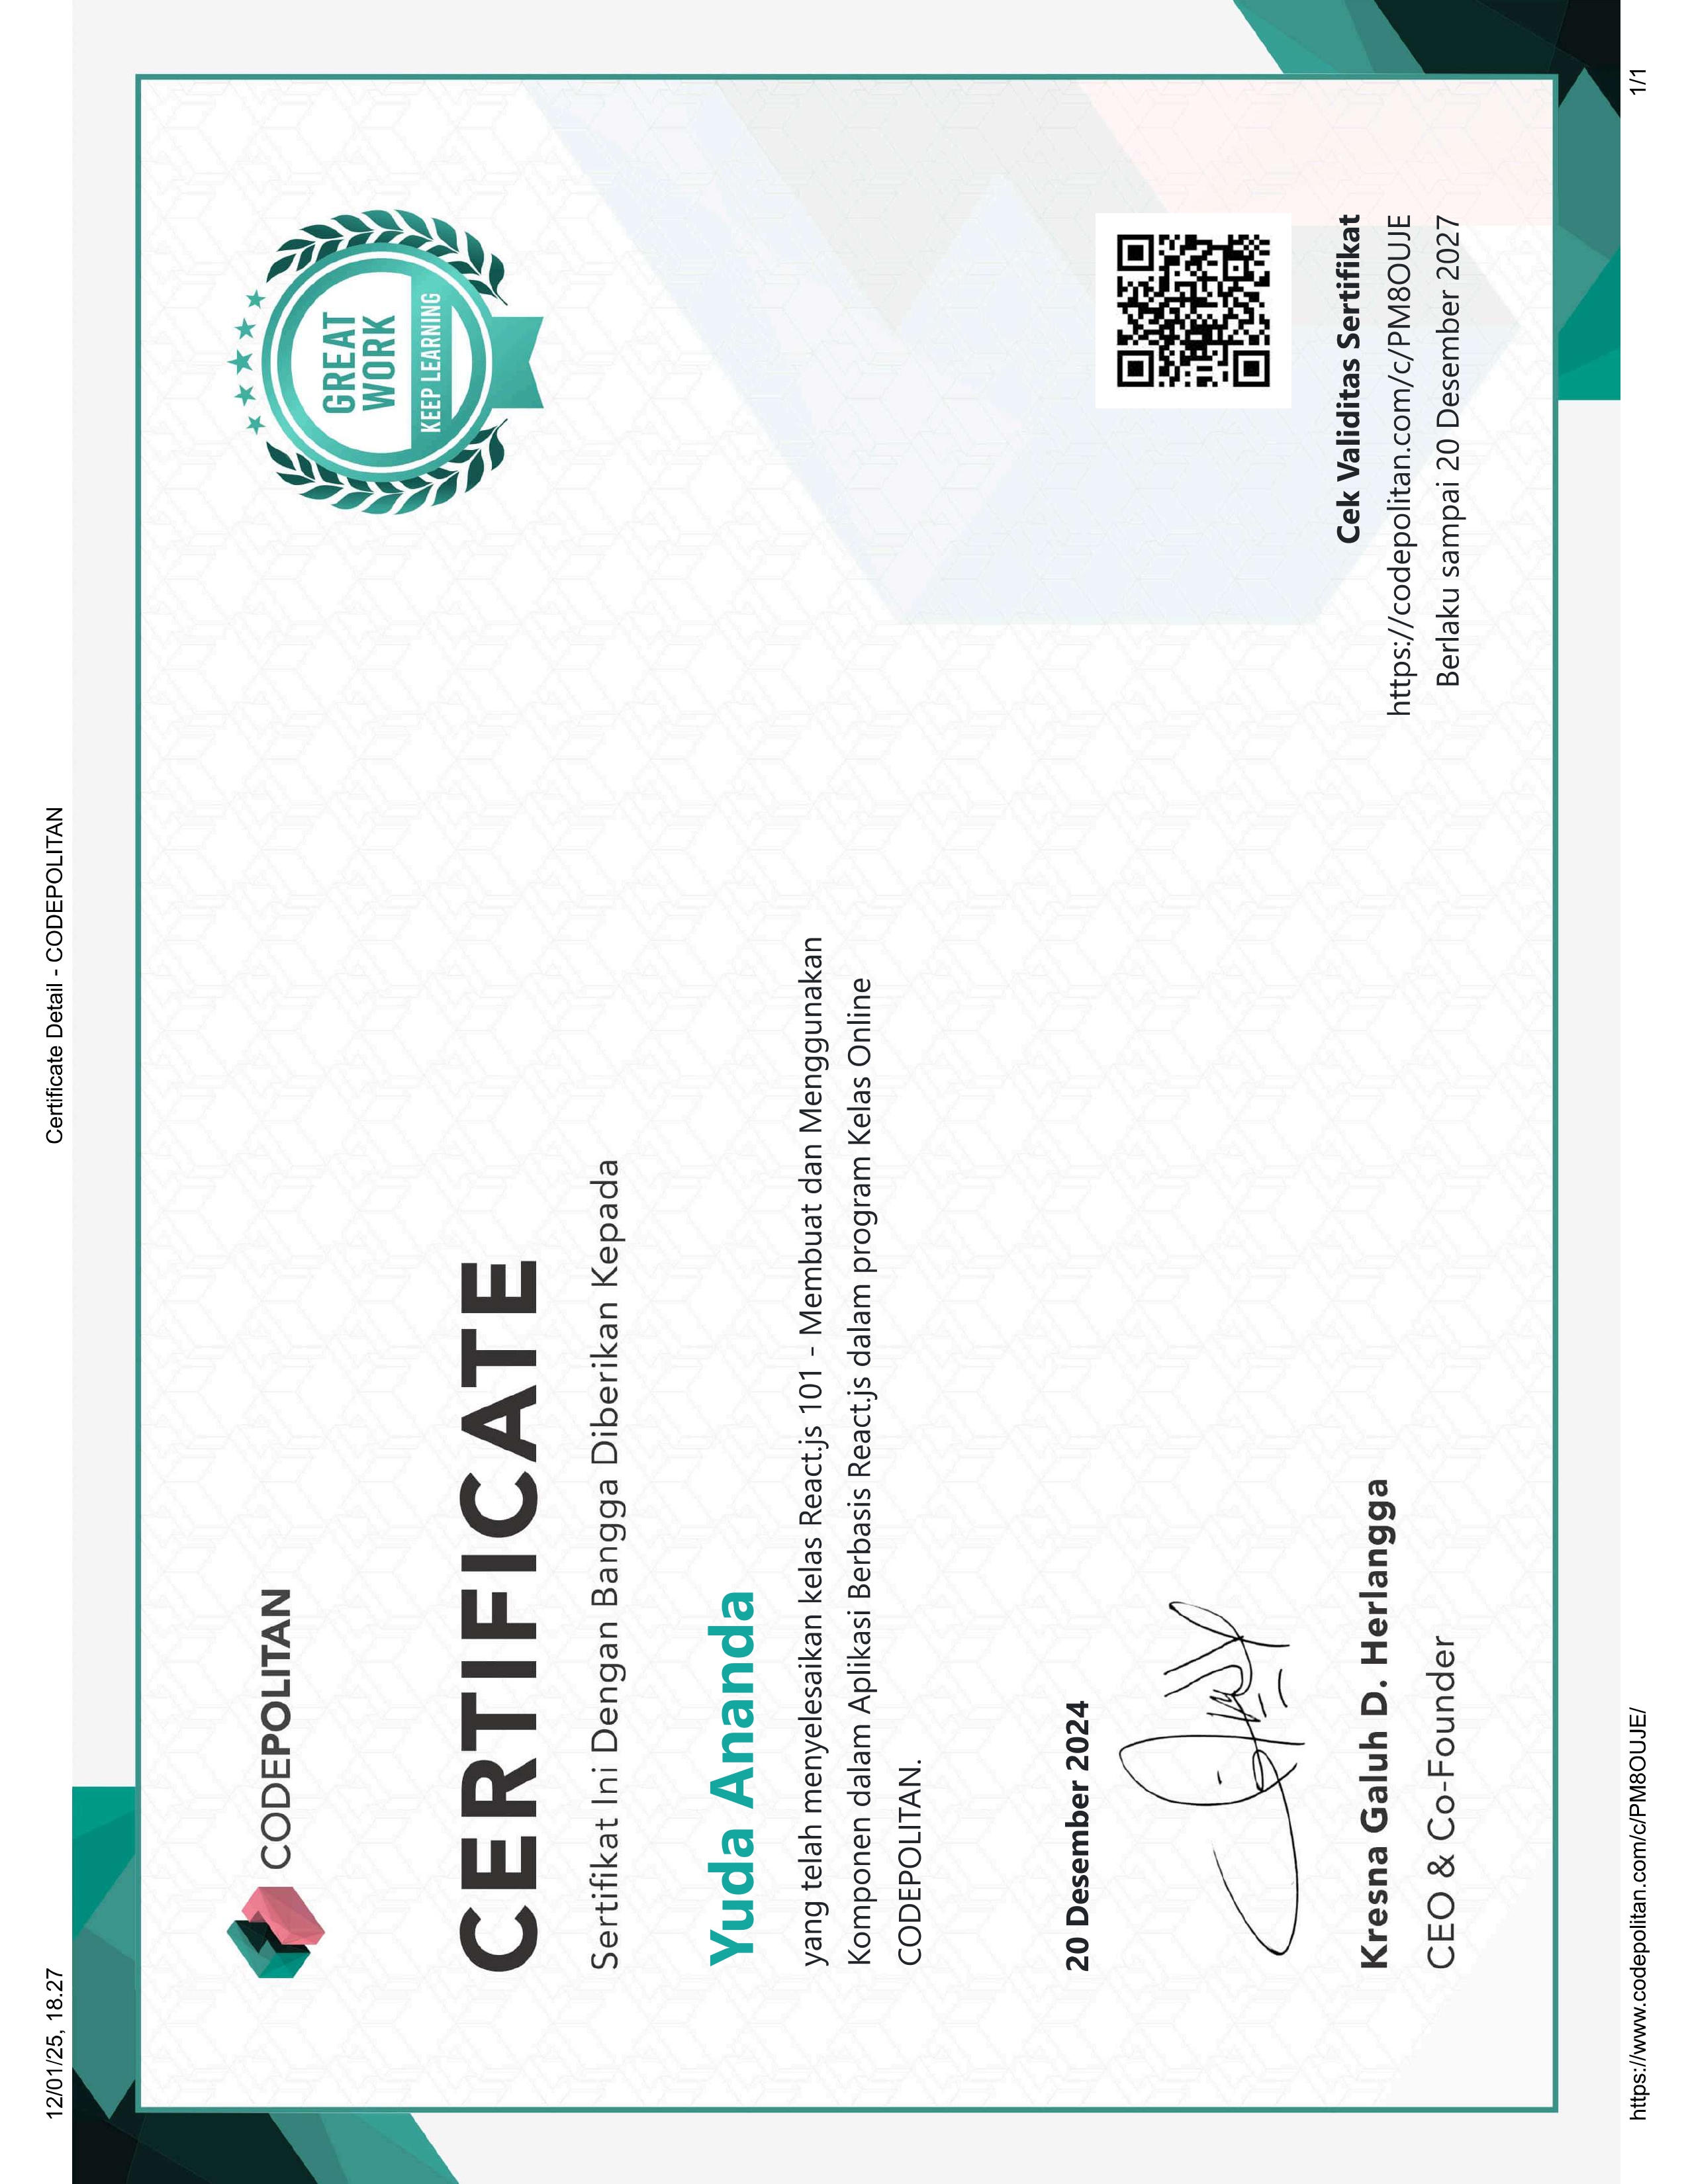 12/01/25, 18.27
Certificate Detail - CODEPOLITAN
CODEPOLITAN
GREAT
WORK
KEEP LEARNING
CERTIFICATE
Sertifikat Ini Dengan Bangga Diberikan Kepada
Yuda Ananda
yang telah menyelesaikan kelas React.js 101 - Membuat dan Menggunakan
Komponen dalam Aplikasi Berbasis React.js dalam program Kelas Online
CODEPOLITAN.
20 Desember 2024
Kresna Galuh D. Herlangga
CEO & Co-Founder
Cek Validitas Sertifikat
https://codepolitan.com/c/PM8OUJE
Berlaku sampai 20 Desember 2027
https://www.codepolitan.com/c/PM8OUJE/
1/1